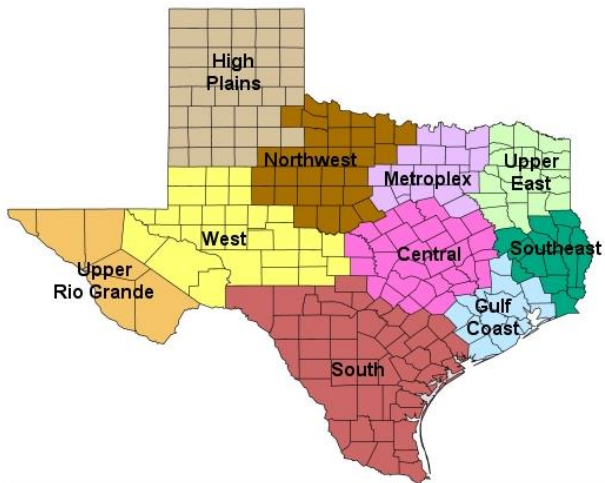 High
Plains
Northwest
Metroplex
Upper
East
West
Central
Southeast
Upper
Rio Grande
Gulf
Coast
South